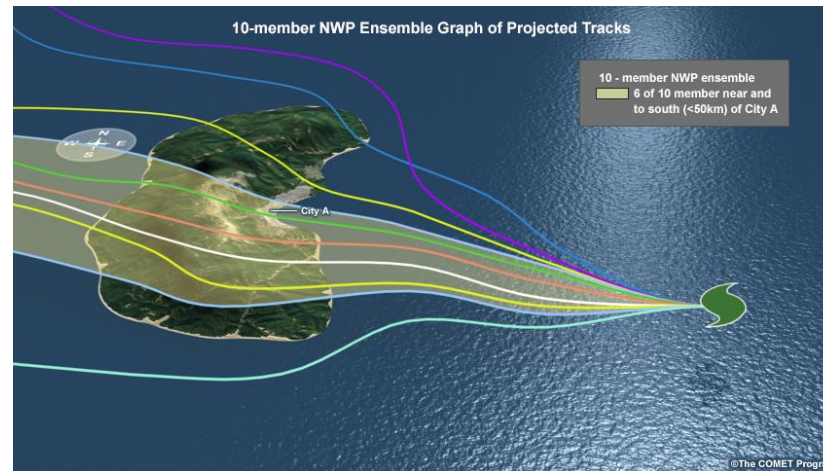 10-member NWP Ensemble Graph of Projected Tracks
10 - member NWP ensemble
6 of 10 member near and
to south (<50km) of City A
N
W E
S
City A
©The COMET Progra